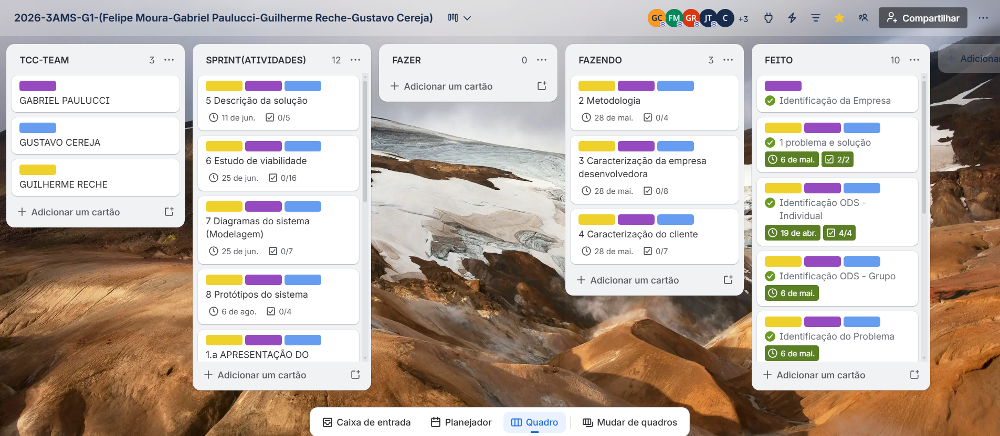 2026-3AMS-G1-(Felipe Moura-Gabriel Paulucci-Guilherme Reche-Gustavo Cereja)
GC FM GR JT C +3
Compartilhar
TCC-TEAM 3
GABRIEL PAULUCCI
GUSTAVO CEREJA
GUILHERME RECHE
Adicionar um cartão
SPRINT(ATIVIDADES) 12
5 Descrição da solução
11 de jun. 0/5
6 Estudo de viabilidade
25 de jun. 0/16
7 Diagramas do sistema
(Modelagem)
25 de jun. 0/7
8 Protótipos do sistema
6 de ago. 0/4
1.a APRESENTAÇÃO DO
Adicionar um cartão
FAZER 0
Adicionar um cartão
FAZENDO 3
2 Metodologia
28 de mai. 0/4
3 Caracterização da empresa
desenvolvedora
28 de mai. 0/8
4 Caracterização do cliente
28 de mai. 0/7
Adicionar um cartão
FEITO 10
Identificação da Empresa
1 problema e solução
6 de mai. 2/2
Identificação ODS -
Individual
19 de abr. 4/4
Identificação ODS - Grupo
6 de mai.
Identificação do Problema
6 de mai.
Adicionar um cartão
Adiciona
Caixa de entrada
Planejador
Quadro
Mudar de quadros